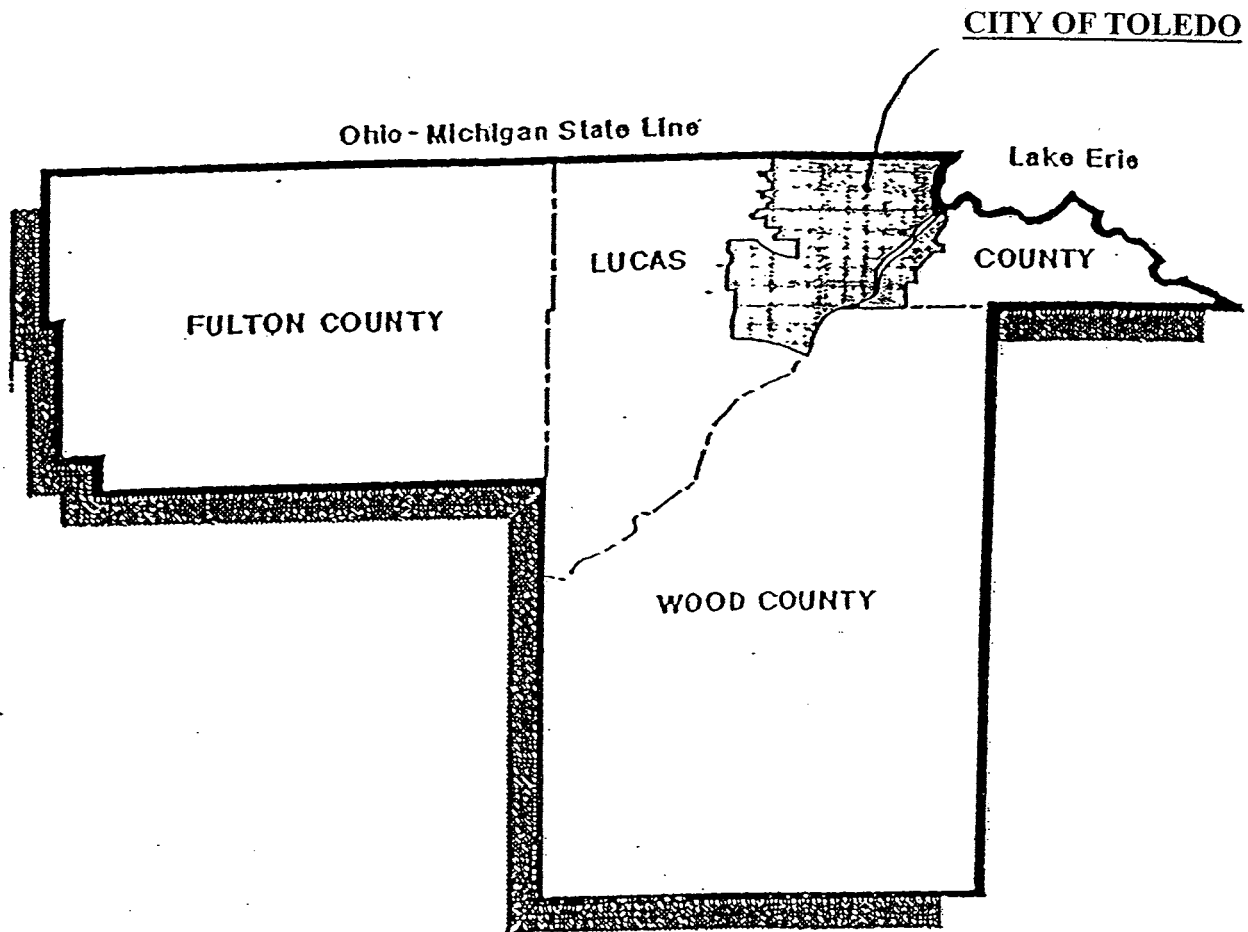 CITY OF TOLEDO
Ohio-Michigan State Line
Lake Erie
LUCAS COUNTY
FULTON COUNTY
WOOD COUNTY